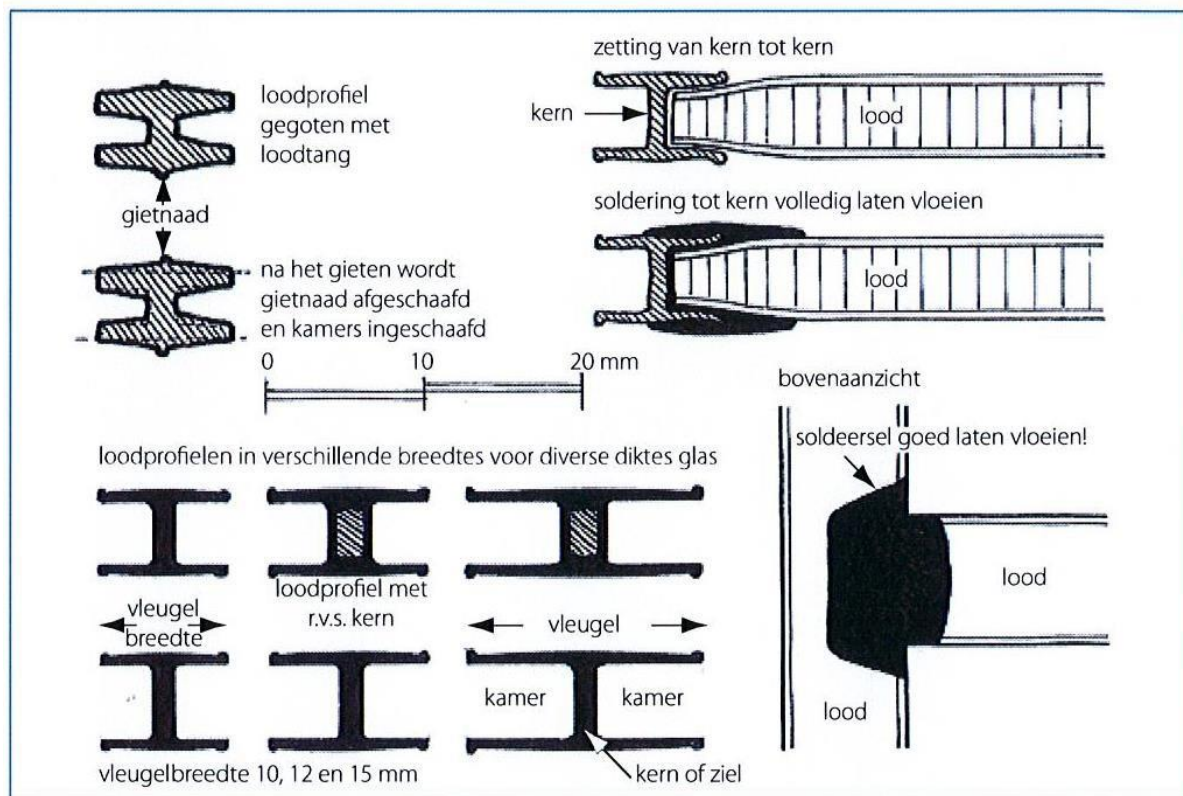 loodprofiel
gegoten met
loodtang
gietnaad
na het gieten wordt
gietnaad afgeschaafd
en kamers ingeschaafd
0 10 20 mm
zetting van kern tot kern
kern
lood
soldering tot kern volledig laten vloeien
lood
loodprofielen in verschillende breedtes voor diverse diktes glas
loodprofiel met
r.v.s. kern
vleugel
breedte
vleugel
kamer
kamer
vleugelbreedte 10, 12 en 15 mm
kern of ziel
bovenaanzicht
soldeersel goed laten vloeien!
lood
lood